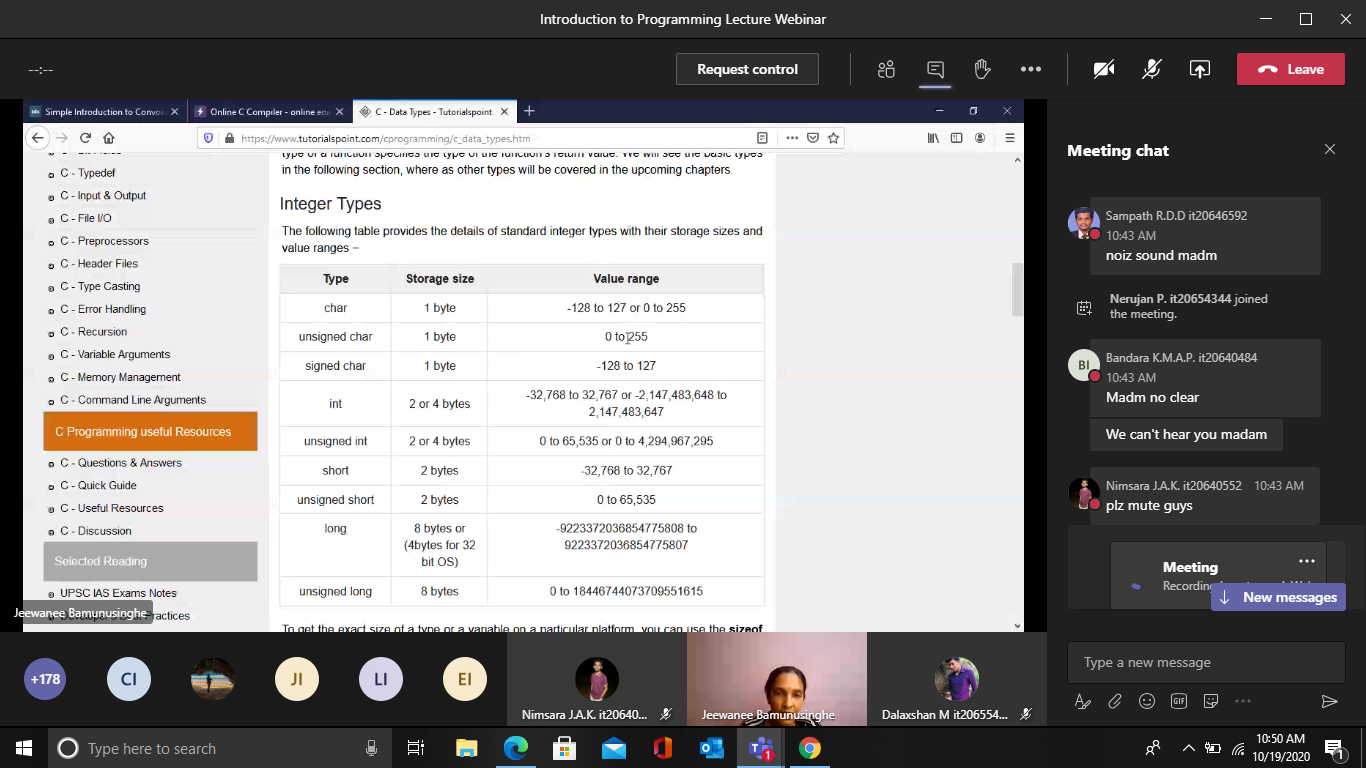 Introduction to Programming Lecture Webinar
--:--
Request control
Leave
Simple Introduction to Convo
Online C Compiler - online edi
C - Data Types - Tutorialspoint
https://www.tutorialspoint.com/cprogramming/c_data_types.htm
C - Typedef
C - Input & Output
C - File I/O
C - Preprocessors
C - Header Files
C - Type Casting
C - Error Handling
C - Recursion
C - Variable Arguments
C - Memory Management
C - Command Line Arguments
C Programming useful Resources
C - Questions & Answers
C - Quick Guide
C - Useful Resources
C - Discussion
Selected Reading
UPSC IAS Exams Notes
Practices
Jeewanee Bamunusinghe
type of a function specifies the type of the function's return value. We will see the basic types
in the following section, where as other types will be covered in the upcoming chapters.
Integer Types
The following table provides the details of standard integer types with their storage sizes and
value ranges −
Type Storage size Value range
char 1 byte -128 to 127 or 0 to 255
unsigned char 1 byte 0 to 255
signed char 1 byte -128 to 127
int 2 or 4 bytes -32,768 to 32,767 or -2,147,483,648 to
2,147,483,647
unsigned int 2 or 4 bytes 0 to 65,535 or 0 to 4,294,967,295
short 2 bytes -32,768 to 32,767
unsigned short 2 bytes 0 to 65,535
long 8 bytes or
(4bytes for 32
bit OS)
-9223372036854775808 to
9223372036854775807
unsigned long 8 bytes 0 to 18446744073709551615
To get the exact size of a type or a variable on a particular platform, you can use the sizeof
Meeting chat
Sampath R.D.D it20646592
10:43 AM
noiz sound madm
Nerujan P. it20654344 joined
the meeting.
BI
Bandara K.M.A.P. it20640484
10:43 AM
Madm no clear
We can't hear you madam
Nimsara J.A.K. it20640552 10:43 AM
plz mute guys
Meeting
New messages
Type a new message
GIF
+178
CI
JI
LI
EI
Nimsara J.A.K. it20640...
Jeewanee Bamunusinghe
Dalaxshan M it206554...
Type here to search
10:50 AM
10/19/2020
1
1